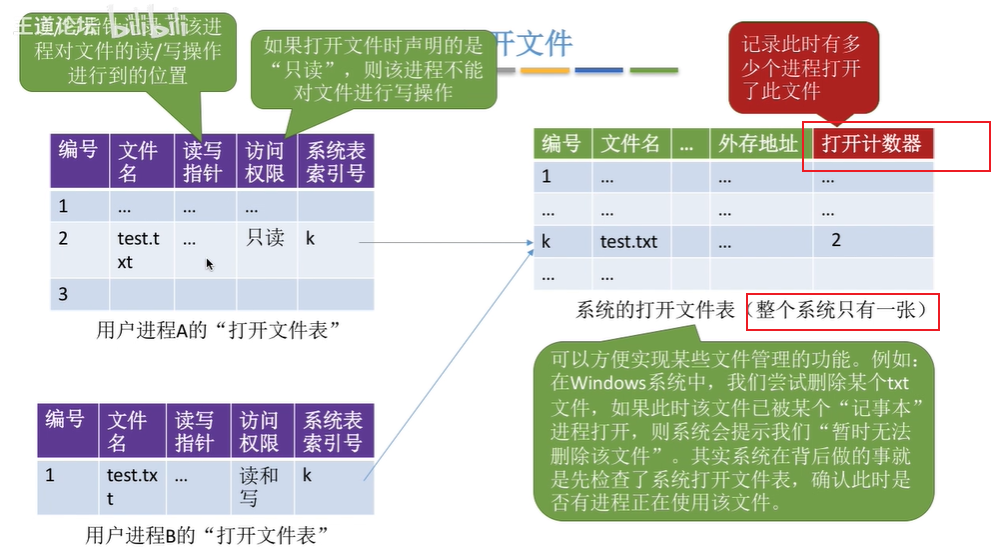 王道论坛 bilibili
该进
程对文件的读/写操作
进行到的位置
如果打开文件时声明的是
“只读”，则该进程不能
对文件进行写操作
开文件
记录此时有多
少个进程打开
了此文件
编号 文件名 读写指针 访问权限 系统表索引号
1 ... ... ...
2 test.txt ... 只读 k
3
用户进程A的“打开文件表”
编号 文件名 ... 外存地址 打开计数器
1 ... ... ...
... ... ... ...
k test.txt ... 2
... ...
系统的打开文件表（整个系统只有一张）
可以方便实现某些文件管理的功能。例如：
在Windows系统中，我们尝试删除某个txt
文件，如果此时该文件已被某个“记事本”
进程打开，则系统会提示我们“暂时无法
删除该文件”。其实系统在背后做的事就
是先检查了系统打开文件表，确认此时是
否有进程正在使用该文件。
编号 文件名 读写指针 访问权限 系统表索引号
1 test.txt ... 读和写 k
用户进程B的“打开文件表”